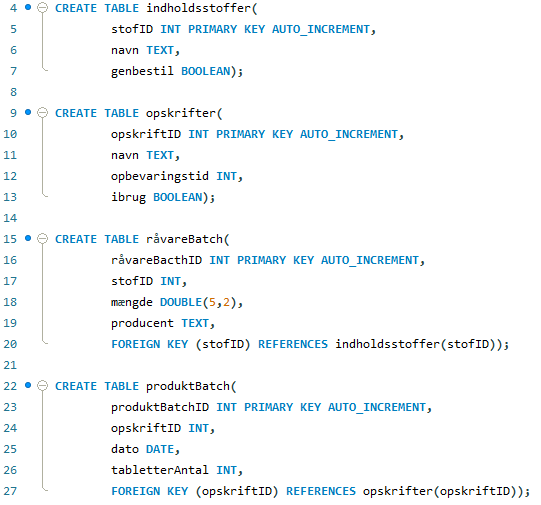 4 CREATE TABLE indholdsstoffer(
5 stofID INT PRIMARY KEY AUTO_INCREMENT,
6 navn TEXT,
7 genbestil BOOLEAN);
8
9 CREATE TABLE opskrifter(
10 opskriftID INT PRIMARY KEY AUTO_INCREMENT,
11 navn TEXT,
12 opbevaringstid INT,
13 ibrug BOOLEAN);
14
15 CREATE TABLE råvareBatch(
16 råvareBacthID INT PRIMARY KEY AUTO_INCREMENT,
17 stofID INT,
18 mængde DOUBLE(5,2),
19 producent TEXT,
20 FOREIGN KEY (stofID) REFERENCES indholdsstoffer(stofID));
21
22 CREATE TABLE produktBatch(
23 produktBatchID INT PRIMARY KEY AUTO_INCREMENT,
24 opskriftID INT,
25 dato DATE,
26 tabletterAntal INT,
27 FOREIGN KEY (opskriftID) REFERENCES opskrifter(opskriftID));